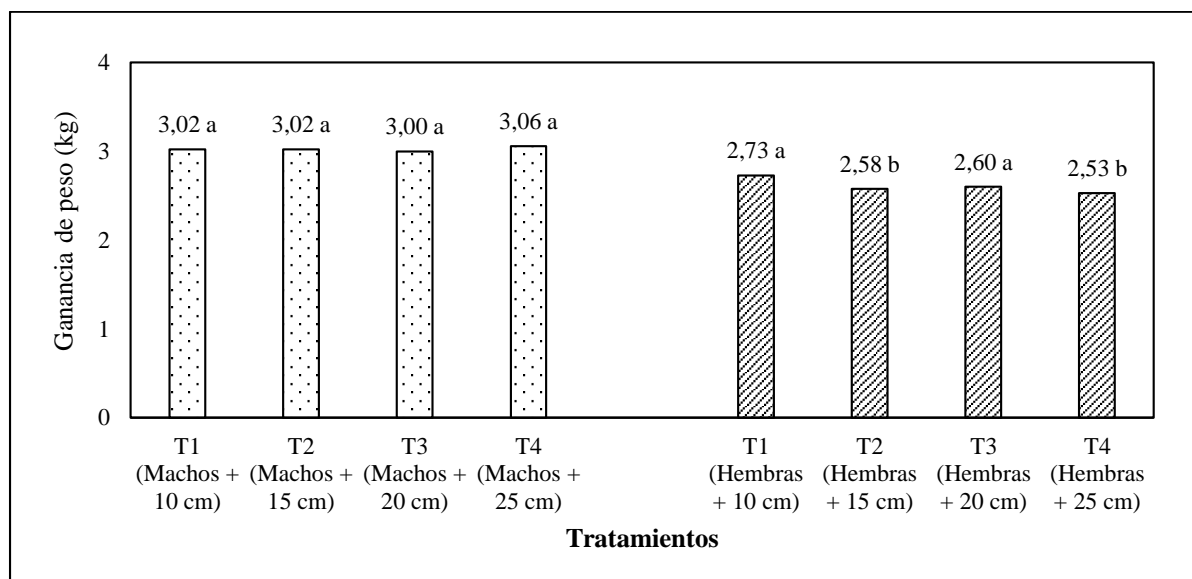 Ganancia de peso (kg)
4
3
2
1
0
3,02 a
3,02 a
3,00 a
3,06 a
2,73 a
2,58 b
2,60 a
2,53 b
T1
(Machos +
10 cm)
T2
(Machos +
15 cm)
T3
(Machos +
20 cm)
T4
(Machos +
25 cm)
T1
(Hembras
+ 10 cm)
T2
(Hembras
+ 15 cm)
T3
(Hembras
+ 20 cm)
T4
(Hembras
+ 25 cm)
Tratamientos